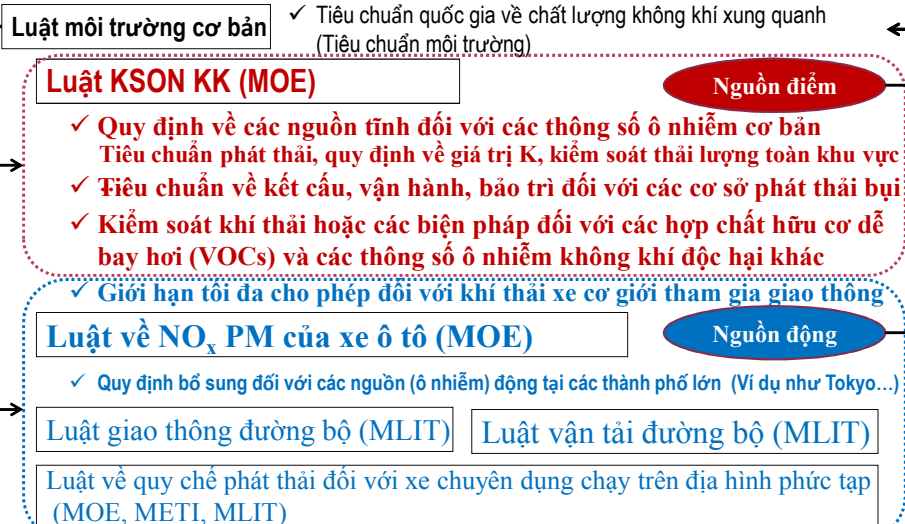 Luật môi trường cơ bản
✓ Tiêu chuẩn quốc gia về chất lượng không khí xung quanh
(Tiêu chuẩn môi trường)
Luật KSON KK (MOE)
Nguồn điểm
✓ Quy định về các nguồn tĩnh đối với các thông số ô nhiễm cơ bản
Tiêu chuẩn phát thải, quy định về giá trị K, kiểm soát thải lượng toàn khu vực
✓ Tiêu chuẩn về kết cấu, vận hành, bảo trì đối với các cơ sở phát thải bụi
✓ Kiểm soát khí thải hoặc các biện pháp đối với các hợp chất hữu cơ dễ
bay hơi (VOCs) và các thông số ô nhiễm không khí độc hại khác
✓ Giới hạn tối đa cho phép đối với khí thải xe cơ giới tham gia giao thông
Luật về NOx PM của xe ô tô (MOE)
Nguồn động
✓ Quy định bổ sung đối với các nguồn (ô nhiễm) động tại các thành phố lớn (Ví dụ như Tokyo…)
Luật giao thông đường bộ (MLIT)
Luật vận tải đường bộ (MLIT)
Luật về quy chế phát thải đối với xe chuyên dụng chạy trên địa hình phức tạp
(MOE, METI, MLIT)